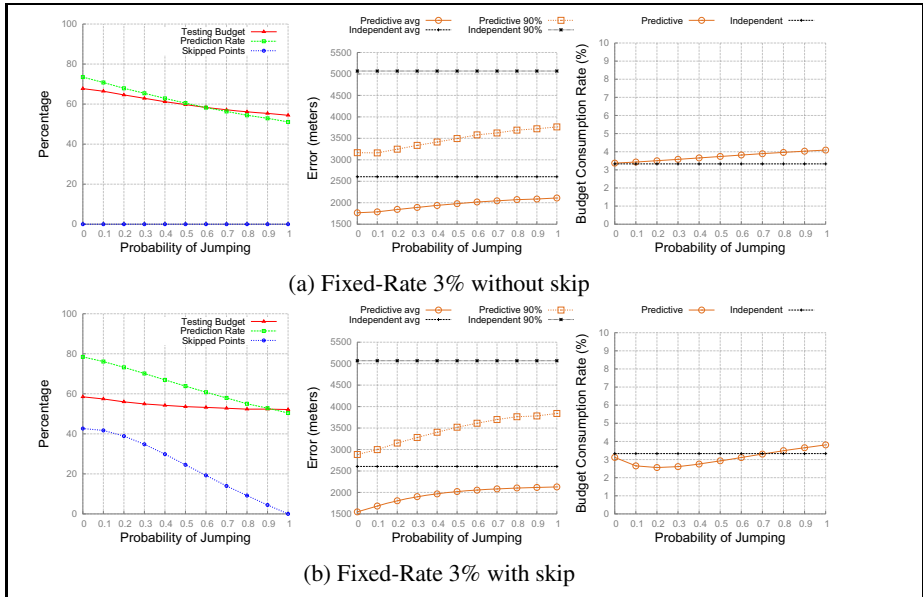 100
80
60
40
20
0
Percentage
Testing Budget
Prediction Rate
Skipped Points
0 0.1 0.2 0.3 0.4 0.5 0.6 0.7 0.8 0.9 1
Probability of Jumping
Predictive avg
Independent avg
Predictive 90%
Independent 90%
5500
5000
4500
4000
3500
3000
2500
2000
1500
Error (meters)
0 0.1 0.2 0.3 0.4 0.5 0.6 0.7 0.8 0.9 1
Probability of Jumping
Predictive
Independent
10
9
8
7
6
5
4
3
2
1
0
Budget Consumption Rate (%)
0 0.1 0.2 0.3 0.4 0.5 0.6 0.7 0.8 0.9 1
Probability of Jumping
(a) Fixed-Rate 3% without skip
100
80
60
40
20
0
Percentage
Testing Budget
Prediction Rate
Skipped Points
0 0.1 0.2 0.3 0.4 0.5 0.6 0.7 0.8 0.9 1
Probability of Jumping
Predictive avg
Independent avg
Predictive 90%
Independent 90%
5500
5000
4500
4000
3500
3000
2500
2000
1500
Error (meters)
0 0.1 0.2 0.3 0.4 0.5 0.6 0.7 0.8 0.9 1
Probability of Jumping
Predictive
Independent
10
9
8
7
6
5
4
3
2
1
0
Budget Consumption Rate (%)
0 0.1 0.2 0.3 0.4 0.5 0.6 0.7 0.8 0.9 1
Probability of Jumping
(b) Fixed-Rate 3% with skip